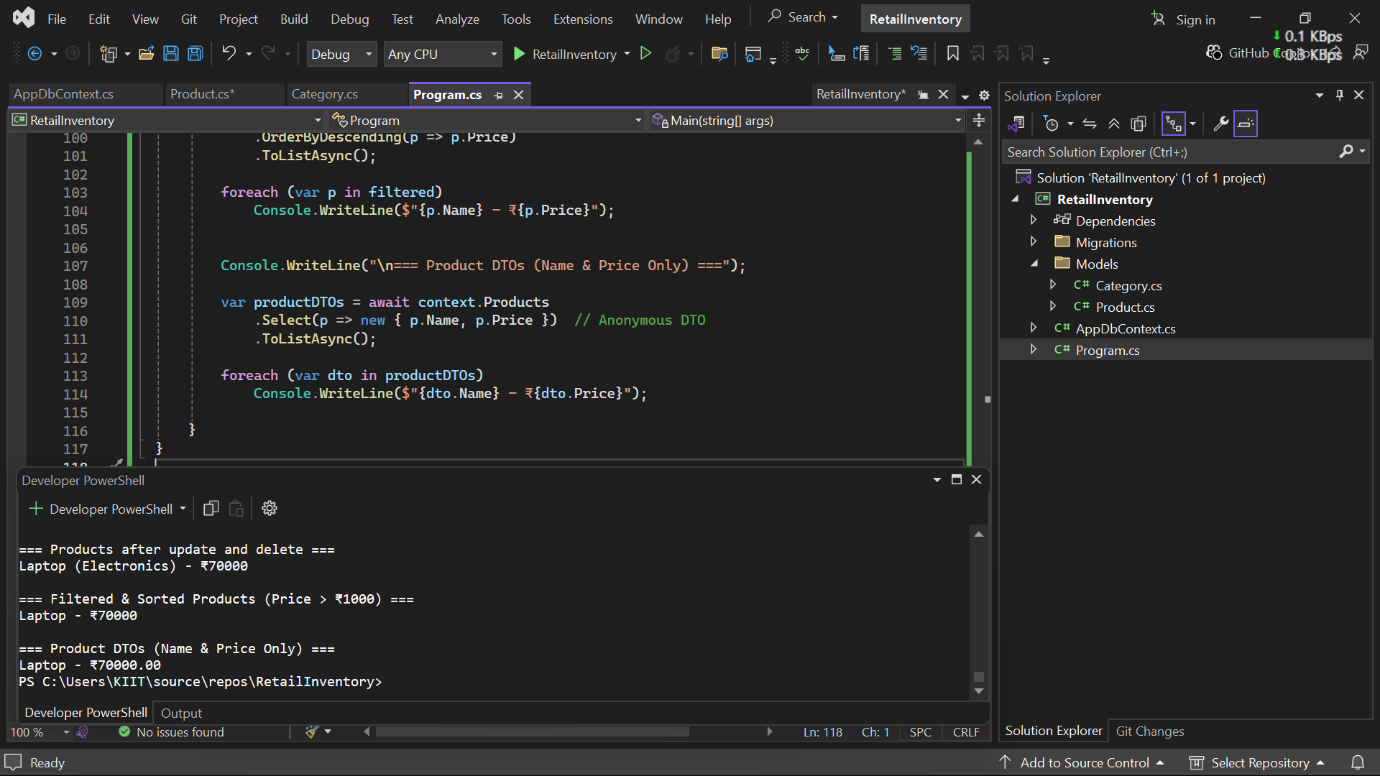 File Edit View Git Project Build Debug Test Analyze Tools Extensions Window Help Search RetailInventory Sign in
0.1 KBps
Debug Any CPU RetailInventory GitHub 0.3 KBps
AppDbContext.cs Product.cs* Category.cs Program.cs RetailInventory*
RetailInventory Program Main(string[] args)
100 .OrderByDescending(p => p.Price)
101 .ToListAsync();
102
103 foreach (var p in filtered)
104 Console.WriteLine($"{p.Name} - ₹{p.Price}");
105
106
107 Console.WriteLine("\n=== Product DTOs (Name & Price Only) ===");
108
109 var productDTOs = await context.Products
110 .Select(p => new { p.Name, p.Price }) // Anonymous DTO
111 .ToListAsync();
112
113 foreach (var dto in productDTOs)
114 Console.WriteLine($"{dto.Name} - ₹{dto.Price}");
115
116 }
117 }
118
Developer PowerShell
Developer PowerShell
=== Products after update and delete ===
Laptop (Electronics) - ₹70000
=== Filtered & Sorted Products (Price > ₹1000) ===
Laptop - ₹70000
=== Product DTOs (Name & Price Only) ===
Laptop - ₹70000.00
PS C:\Users\KIIT\source\repos\RetailInventory>
Developer PowerShell Output
100 % No issues found Ln: 118 Ch: 1 SPC CRLF
Solution Explorer
Search Solution Explorer (Ctrl+;)
Solution 'RetailInventory' (1 of 1 project)
C# RetailInventory
Dependencies
Migrations
Models
C# Category.cs
C# Product.cs
C# AppDbContext.cs
C# Program.cs
Solution Explorer Git Changes
Ready Add to Source Control Select Repository